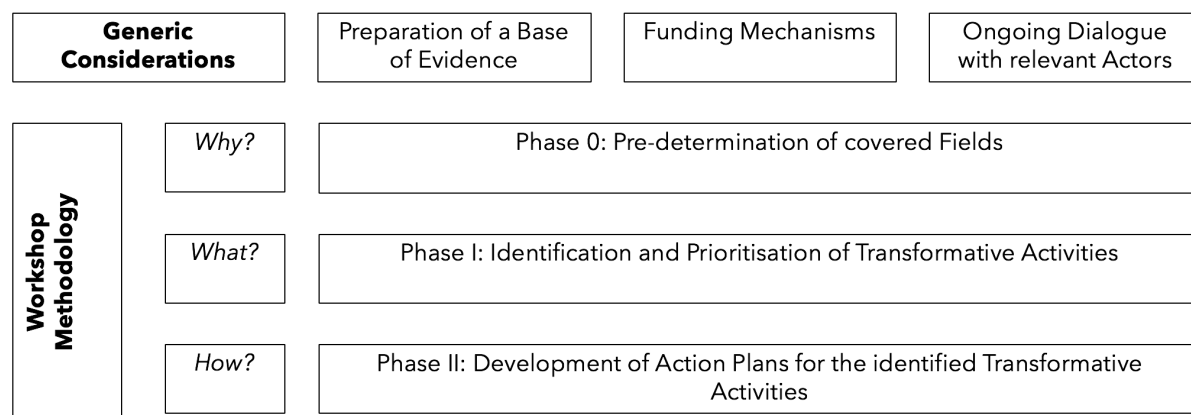 Generic
Considerations
Preparation of a Base
of Evidence
Funding Mechanisms
Ongoing Dialogue
with relevant Actors
Workshop
Methodology
Why?
Phase 0: Pre-determination of covered Fields
What?
Phase I: Identification and Prioritisation of Transformative Activities
How?
Phase II: Development of Action Plans for the identified Transformative
Activities